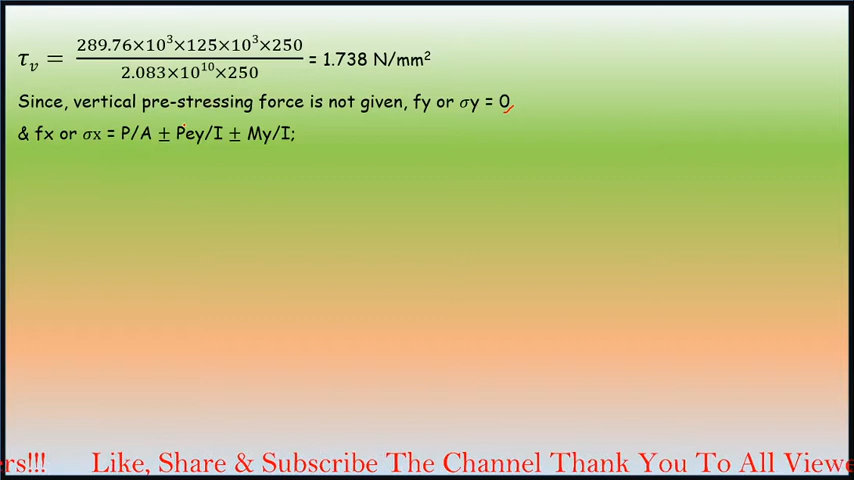 τᵥ = (289.76×10³×125×10³×250)/(2.083×10¹⁰×250) = 1.738 N/mm²
Since, vertical pre-stressing force is not given, fy or σy = 0
& fx or σx = P/A ± Pey/I ± My/I;
rs!!! Like, Share & Subscribe The Channel Thank You To All Viewe